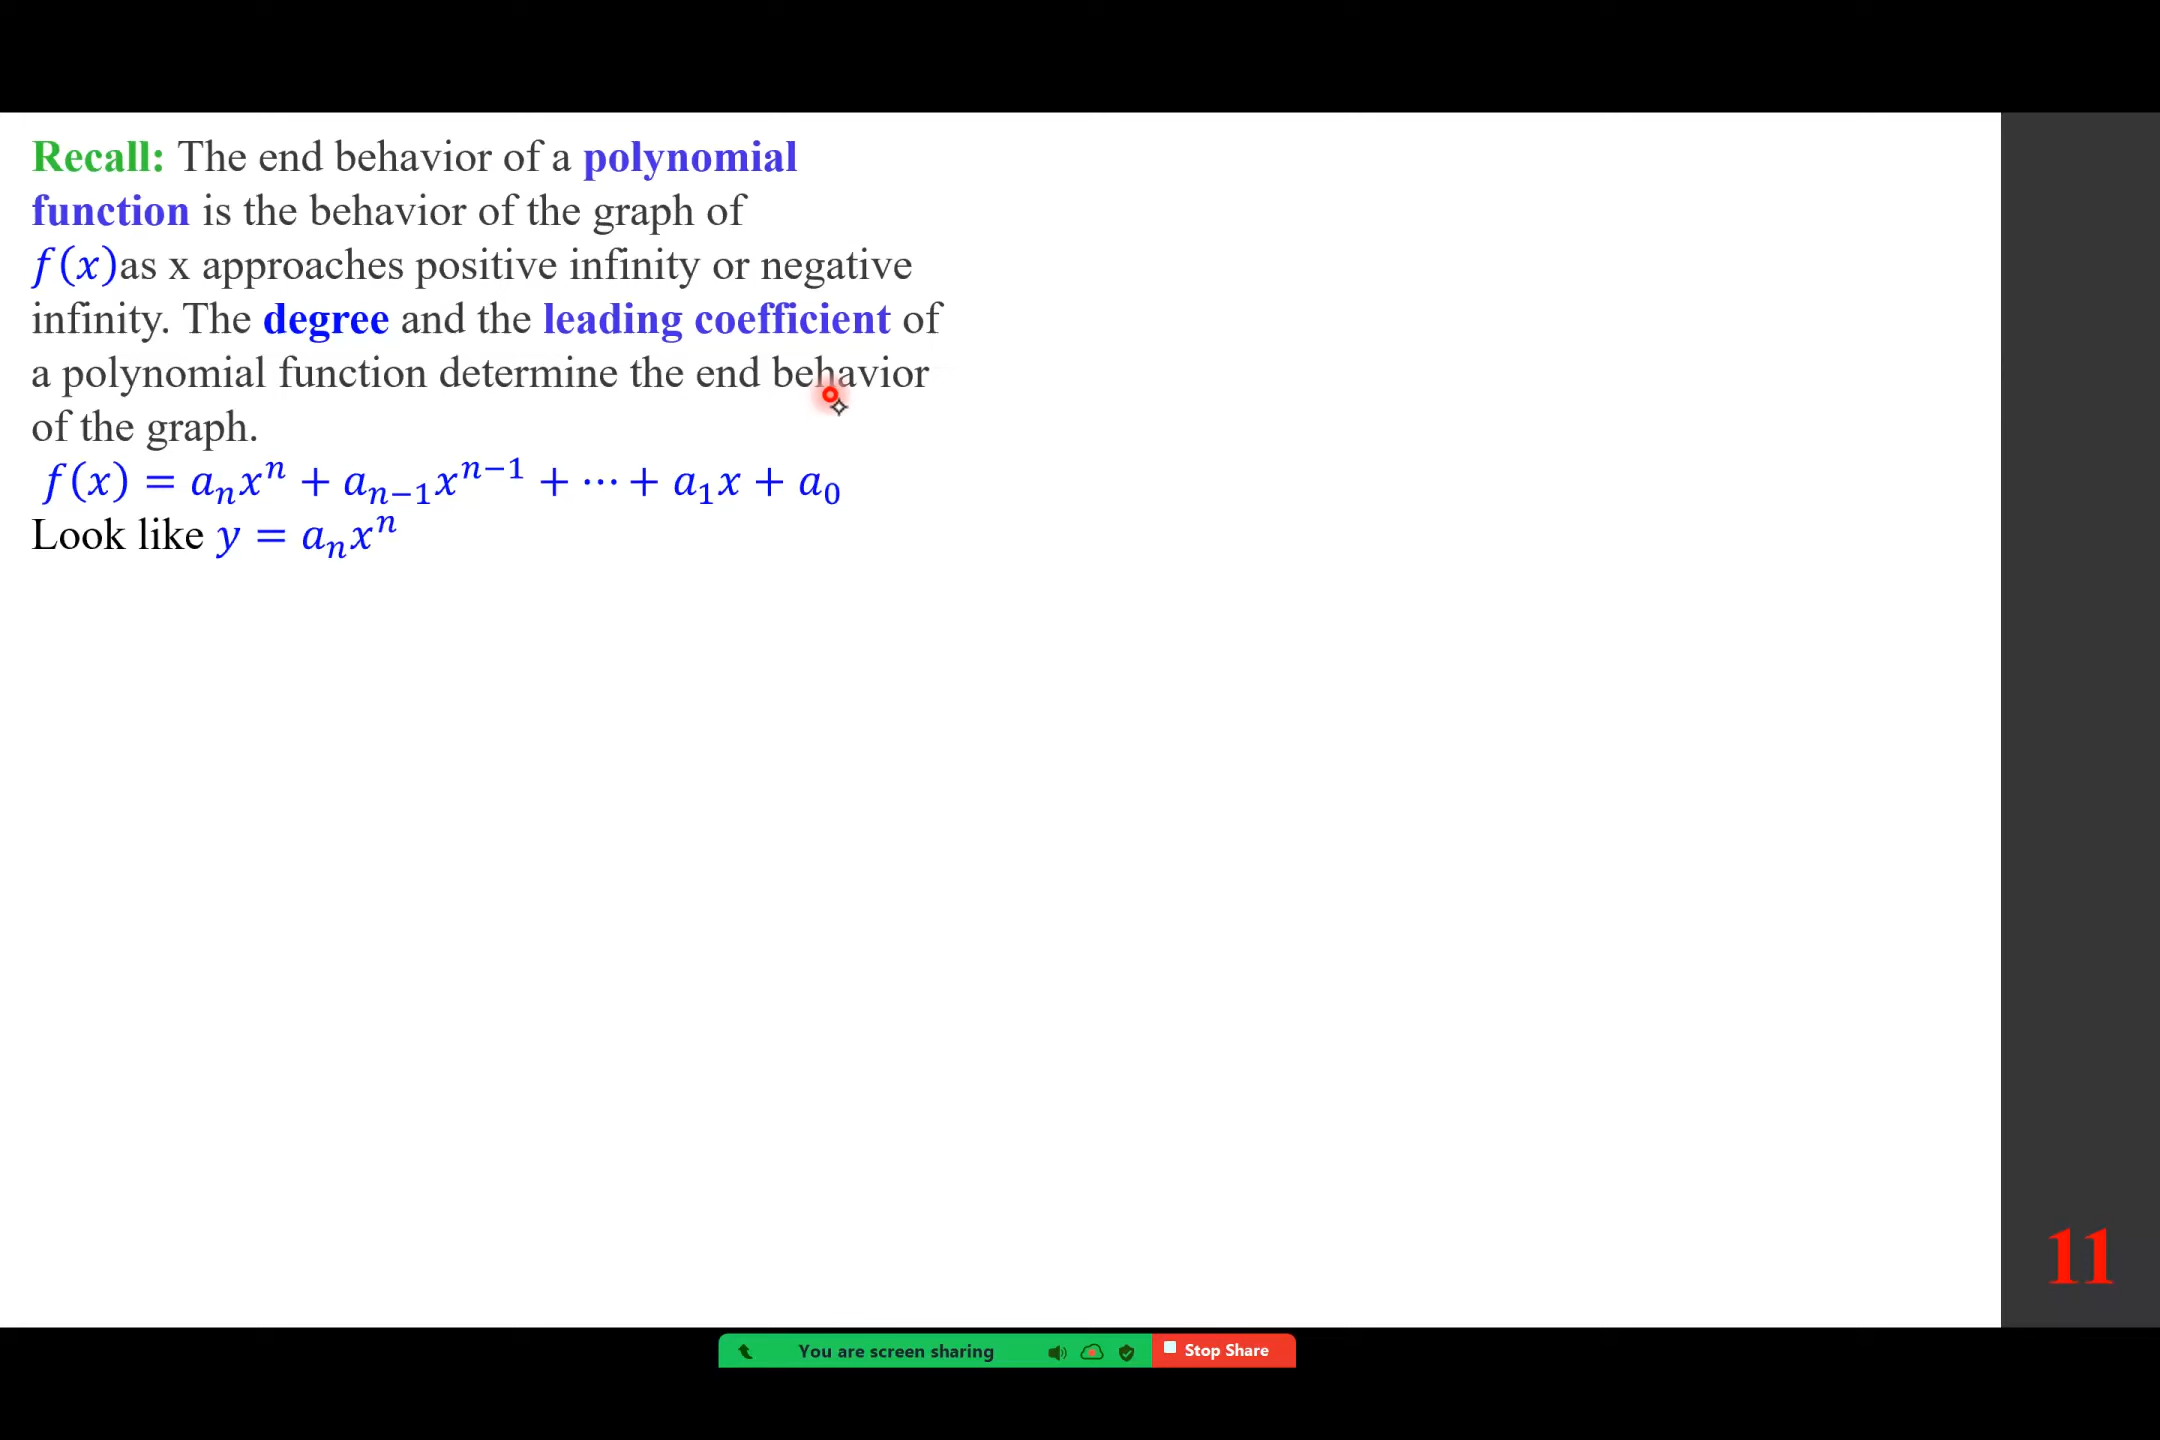 Recall: The end behavior of a polynomial
function is the behavior of the graph of
f(x)as x approaches positive infinity or negative
infinity. The degree and the leading coefficient of
a polynomial function determine the end behavior
of the graph.
f(x) = aₙxⁿ + aₙ₋₁xⁿ⁻¹ + ⋯ + a₁x + a₀
Look like y = aₙxⁿ
11
You are screen sharing
Stop Share